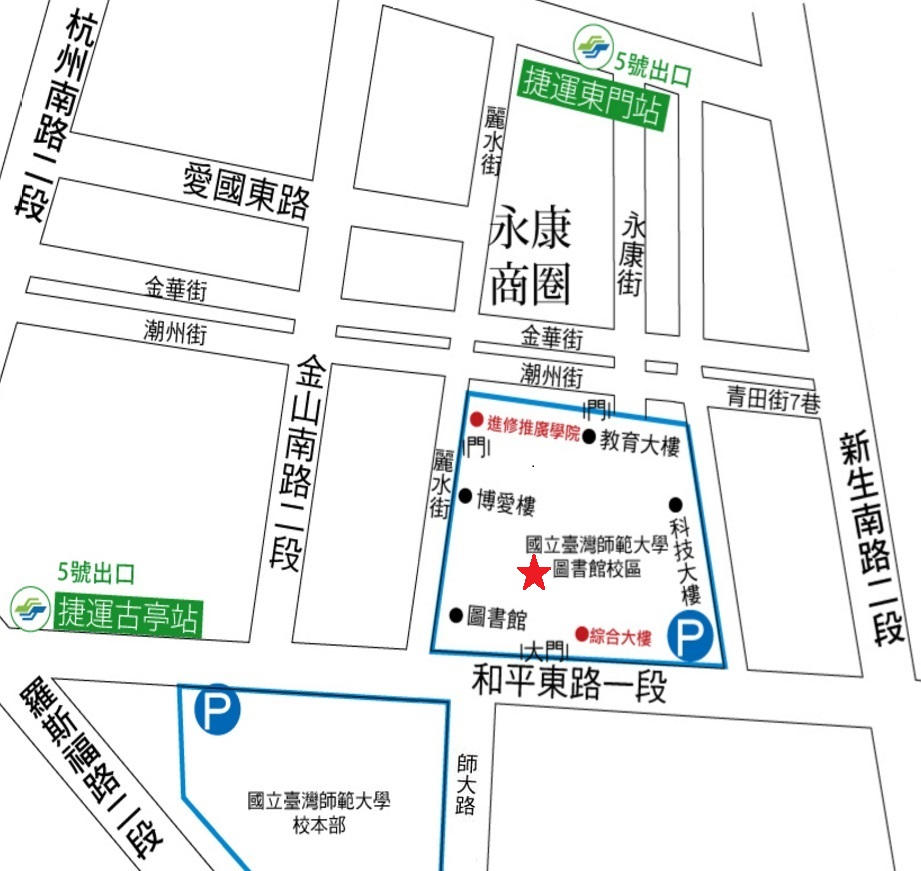 杭州南路二段
5號出口
捷運東門站
麗水街
愛國東路
永康
商圈
永康街
金華街
潮州街
金華街
潮州街
青田街7巷
金山南路二段
新生南路二段
|門|
進修推廣學院
教育大樓
|門|
麗水街
博愛樓
科技大樓
國立臺灣師範大學
圖書館校區
圖書館
綜合大樓
P
|大門|
5號出口
捷運古亭站
和平東路一段
羅斯福路二段
P
師大路
國立臺灣師範大學
校本部